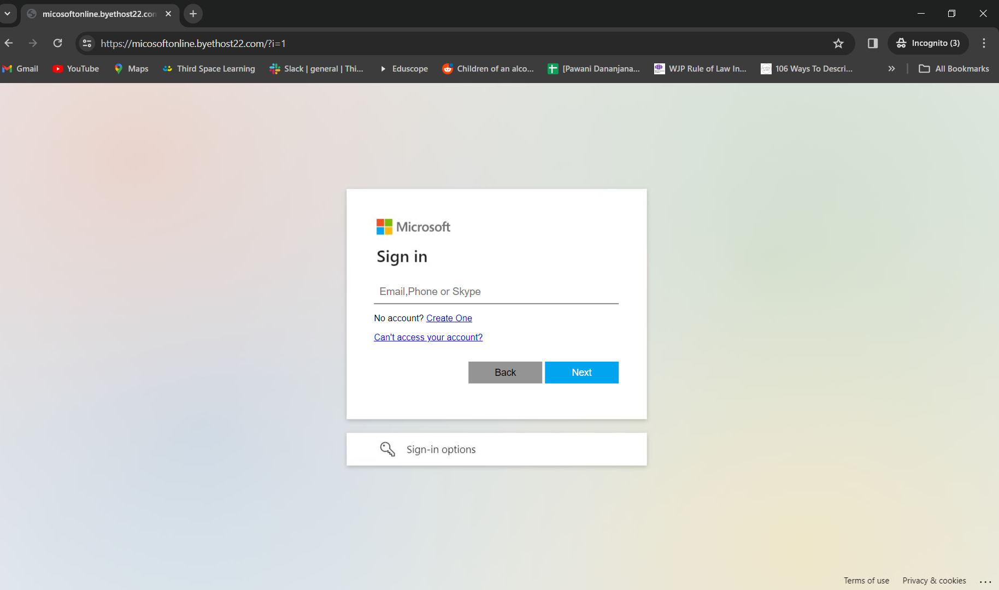 micosoftonline.byethost22.con
https://micosoftonline.byethost22.com/?i=1
Incognito (3)
Gmail YouTube Maps Third Space Learning Slack | general | Thi... Eduscope Children of an alco... [Pawani Dananjana... WJP Rule of Law In... 106 Ways To Descri... All Bookmarks
Microsoft
Sign in
Email,Phone or Skype
No account? Create One
Can't access your account?
Back Next
Sign-in options
Terms of use Privacy & cookies ...